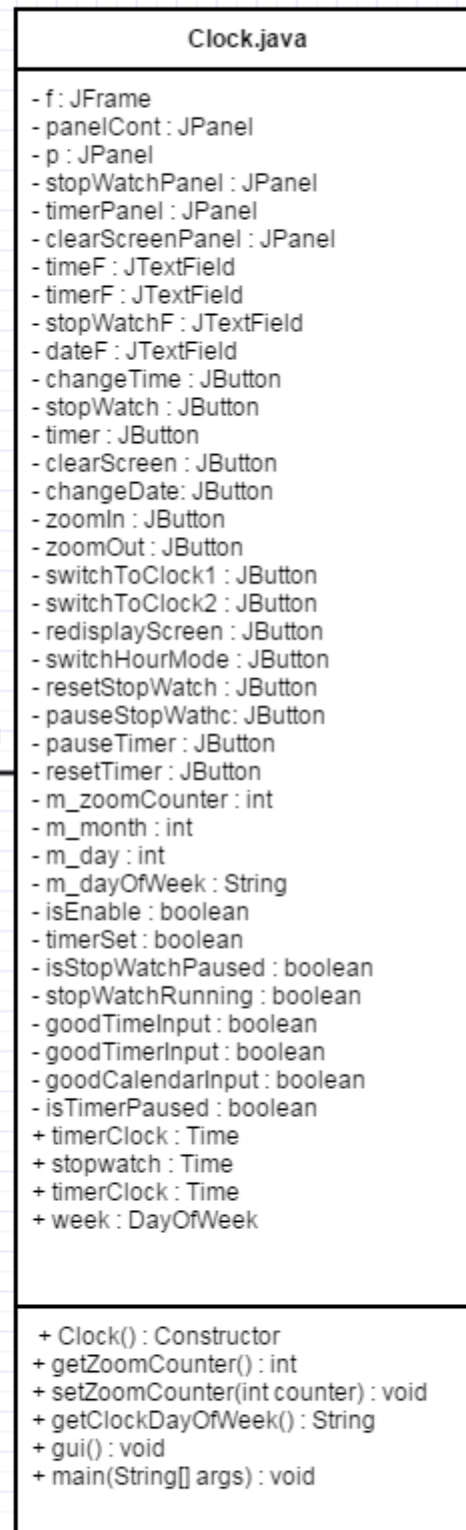 Clock.java
- f : JFrame
- panelCont : JPanel
- p : JPanel
- stopWatchPanel : JPanel
- timerPanel : JPanel
- clearScreenPanel : JPanel
- timeF : JTextField
- timerF : JTextField
- stopWatchF : JTextField
- dateF : JTextField
- changeTime : JButton
- stopWatch : JButton
- timer : JButton
- clearScreen : JButton
- changeDate: JButton
- zoomIn : JButton
- zoomOut : JButton
- switchToClock1 : JButton
- switchToClock2 : JButton
- redisplayScreen : JButton
- switchHourMode : JButton
- resetStopWatch : JButton
- pauseStopWathc: JButton
- pauseTimer : JButton
- resetTimer : JButton
- m_zoomCounter : int
- m_month : int
- m_day : int
- m_dayOfWeek : String
- isEnable : boolean
- timerSet : boolean
- isStopWatchPaused : boolean
- stopWatchRunning : boolean
- goodTimeInput : boolean
- goodTimerInput : boolean
- goodCalendarInput : boolean
- isTimerPaused : boolean
+ timerClock : Time
+ stopwatch : Time
+ timerClock : Time
+ week : DayOfWeek
+ Clock() : Constructor
+ getZoomCounter() : int
+ setZoomCounter(int counter) : void
+ getClockDayOfWeek() : String
+ gui() : void
+ main(String[] args) : void